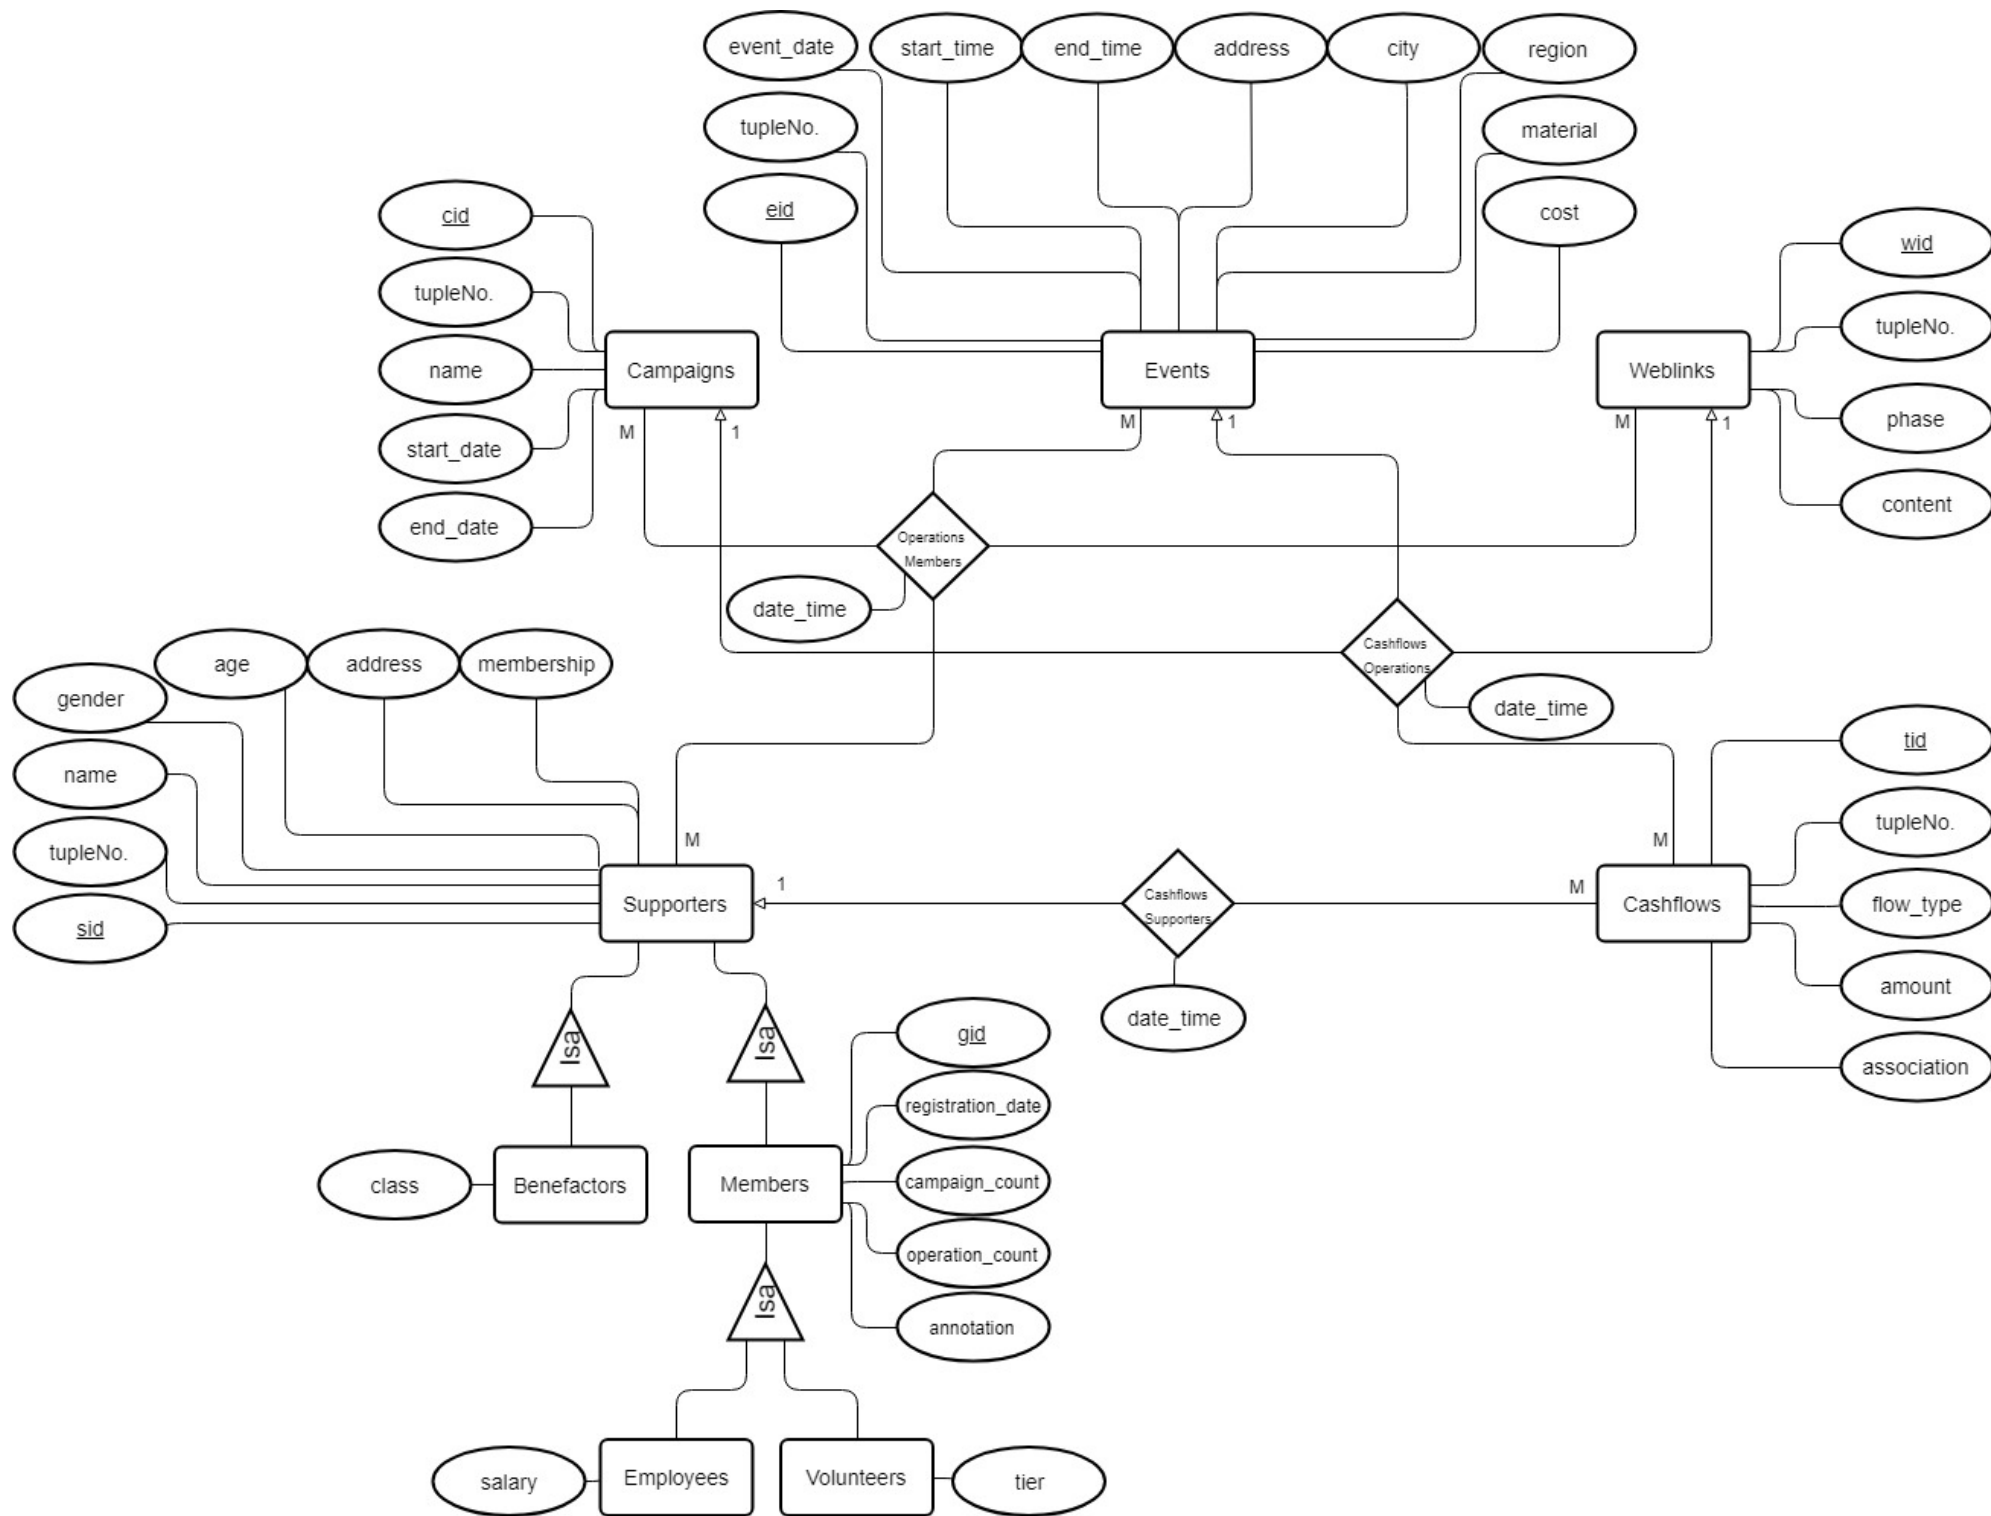 event_date
start_time
end_time
address
city
region
tupleNo.
material
eid
cost
cid
tupleNo.
name
start_date
end_date
wid
tupleNo.
phase
content
Campaigns
Events
Weblinks
M
1
M
1
M
1
Operations
Members
date_time
Cashflows
Operations
date_time
age
address
membership
gender
name
tupleNo.
sid
M
Supporters
1
Cashflows
Supporters
M
M
Cashflows
date_time
tid
tupleNo.
flow_type
amount
association
Isa
Isa
gid
registration_date
campaign_count
operation_count
annotation
class
Benefactors
Members
Isa
salary
Employees
Volunteers
tier